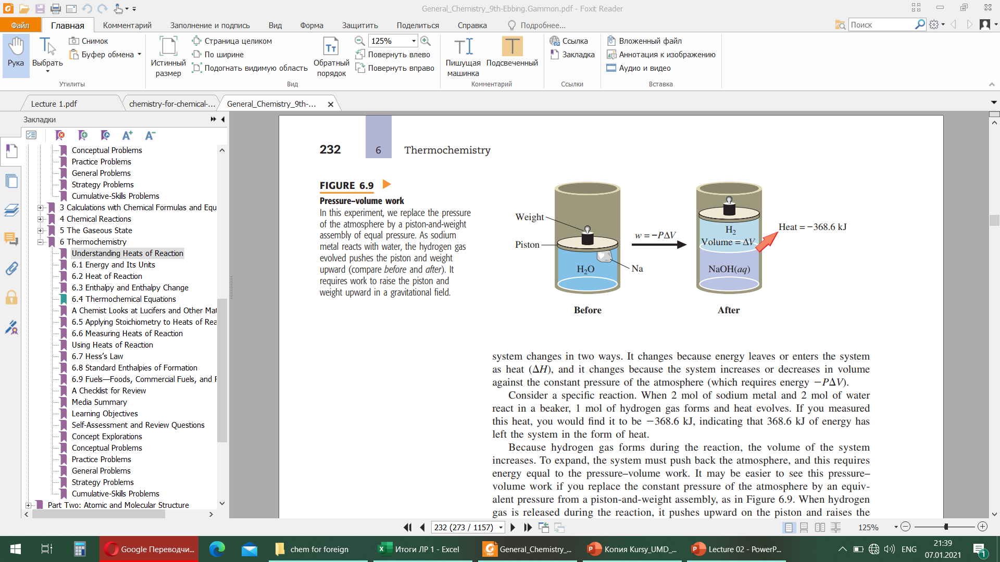 General_Chemistry_9th-Ebbing.Gammon.pdf - Foxit Reader
Файл
Главная
Комментарий
Заполнение и подпись
Вид
Форма
Защитить
Поделиться
Справка
Подробнее...
Поиск
Рука
Выбрать
Снимок
Буфер обмена
Утилиты
Истинный
размер
Страница целиком
По ширине
Подогнать видимую область
Обратный
порядок
125%
Повернуть влево
Повернуть вправо
Вид
Пишущая
машинка
Подсвеченный
Комментарий
Ссылка
Закладка
Ссылки
Вложенный файл
Аннотация к изображению
Аудио и видео
Вставка
Lecture 1.pdf
chemistry-for-chemical-...
General_Chemistry_9th-...
Закладки
Conceptual Problems
Practice Problems
General Problems
Strategy Problems
Cumulative-Skills Problems
3 Calculations with Chemical Formulas and Equ
4 Chemical Reactions
5 The Gaseous State
6 Thermochemistry
Understanding Heats of Reaction
6.1 Energy and Its Units
6.2 Heat of Reaction
6.3 Enthalpy and Enthalpy Change
6.4 Thermochemical Equations
A Chemist Looks at Lucifers and Other Mat
6.5 Applying Stoichiometry to Heats of Rea
6.6 Measuring Heats of Reaction
Using Heats of Reaction
6.7 Hess’s Law
6.8 Standard Enthalpies of Formation
6.9 Fuels—Foods, Commercial Fuels, and F
A Checklist for Review
Media Summary
Learning Objectives
Self-Assessment and Review Questions
Concept Explorations
Conceptual Problems
Practice Problems
General Problems
Strategy Problems
Cumulative-Skills Problems
Part Two: Atomic and Molecular Structure
232 6 Thermochemistry
FIGURE 6.9
Pressure–volume work
In this experiment, we replace the pressure
of the atmosphere by a piston-and-weight
assembly of equal pressure. As sodium
metal reacts with water, the hydrogen gas
evolved pushes the piston and weight
upward (compare before and after). It
requires work to raise the piston and
weight upward in a gravitational field.
Weight
Piston
H₂O
Na
Before
w = −PΔV
H₂
Volume = ΔV
NaOH(aq)
Heat = −368.6 kJ
After
system changes in two ways. It changes because energy leaves or enters the system
as heat (ΔH), and it changes because the system increases or decreases in volume
against the constant pressure of the atmosphere (which requires energy −PΔV).
Consider a specific reaction. When 2 mol of sodium metal and 2 mol of water
react in a beaker, 1 mol of hydrogen gas forms and heat evolves. If you measured
this heat, you would find it to be −368.6 kJ, indicating that 368.6 kJ of energy has
left the system in the form of heat.
Because hydrogen gas forms during the reaction, the volume of the system
increases. To expand, the system must push back the atmosphere, and this requires
energy equal to the pressure–volume work. It may be easier to see this pressure–
volume work if you replace the constant pressure of the atmosphere by an equiv-
alent pressure from a piston-and-weight assembly, as in Figure 6.9. When hydrogen
gas is released during the reaction, it pushes upward on the piston and raises the
232 (273 / 1157)
125%
Google Переводчи...
chem for foreign
Итоги ЛР 1 - Excel
General_Chemistry_...
Копия Kursy_UMD_...
Lecture 02 - PowerP...
ENG
21:39
07.01.2021
1